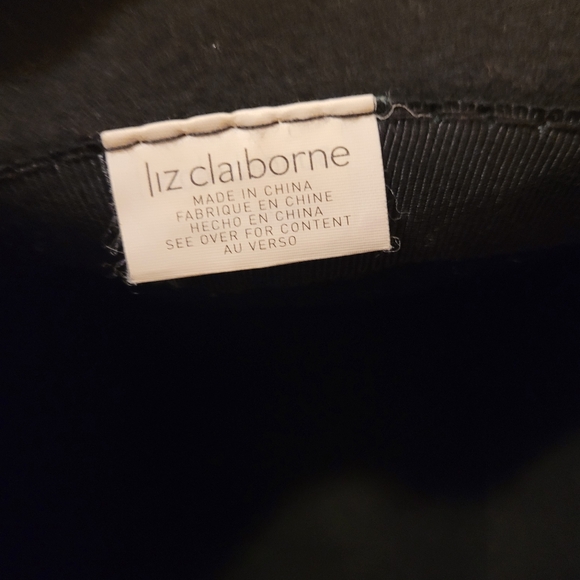 liz claiborne
MADE IN CHINA
FABRIQUE EN CHINE
HECHO EN CHINA
SEE OVER FOR CONTENT
AU VERSO